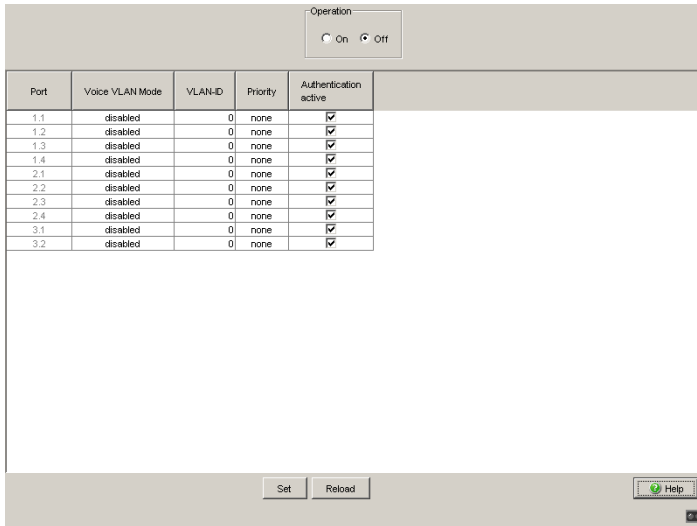 Operation
On Off
Port Voice VLAN Mode VLAN-ID Priority Authentication active
1.1 disabled 0 none
1.2 disabled 0 none
1.3 disabled 0 none
1.4 disabled 0 none
2.1 disabled 0 none
2.2 disabled 0 none
2.3 disabled 0 none
2.4 disabled 0 none
3.1 disabled 0 none
3.2 disabled 0 none
Set Reload Help